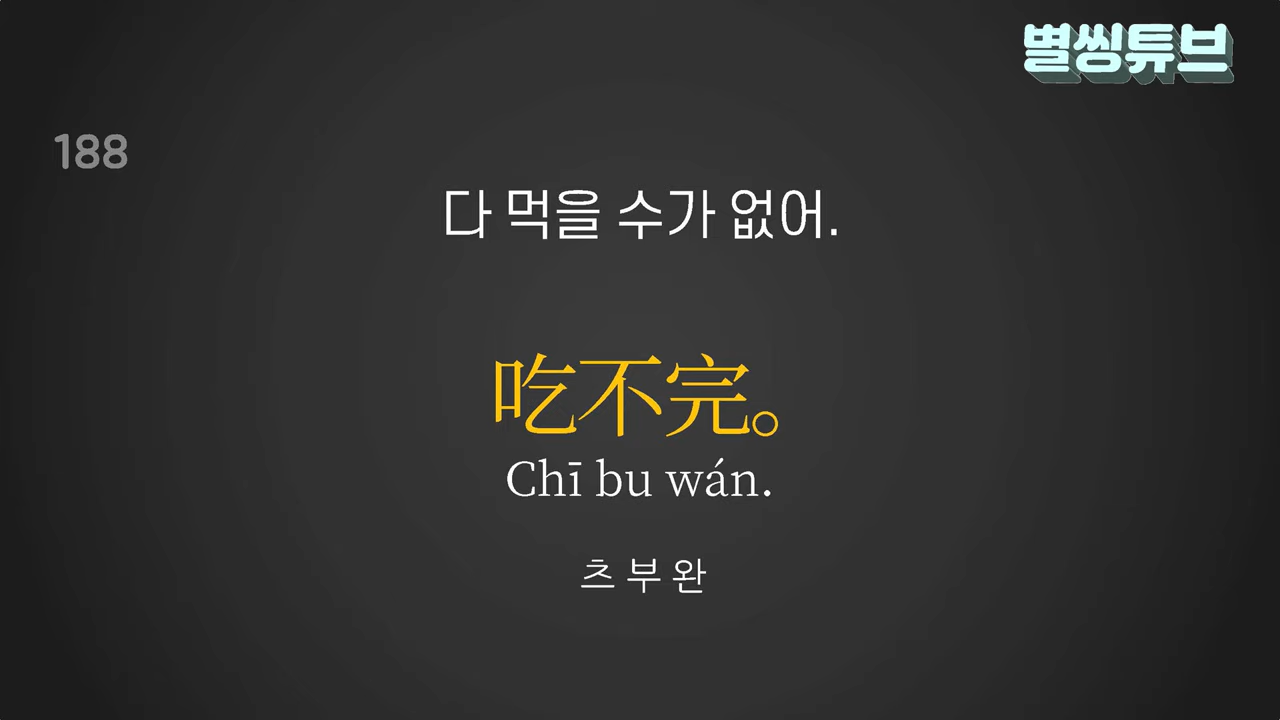 별씽튜브
188
다 먹을 수가 없어.
吃不完。
Chī bu wán.
츠 부 완